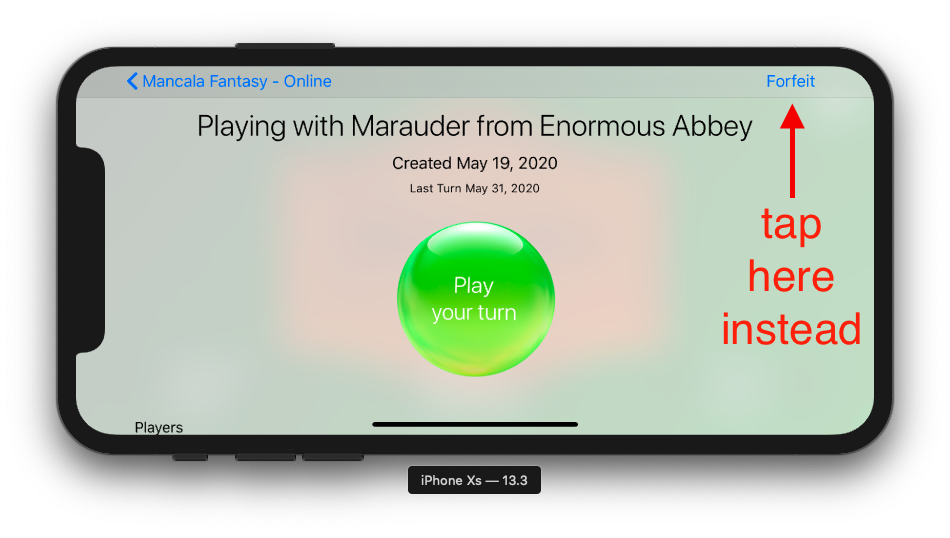 Mancala Fantasy - Online
Forfeit
Playing with Marauder from Enormous Abbey
Created May 19, 2020
Last Turn May 31, 2020
Play
your turn
tap
here
instead
Players
iPhone Xs — 13.3